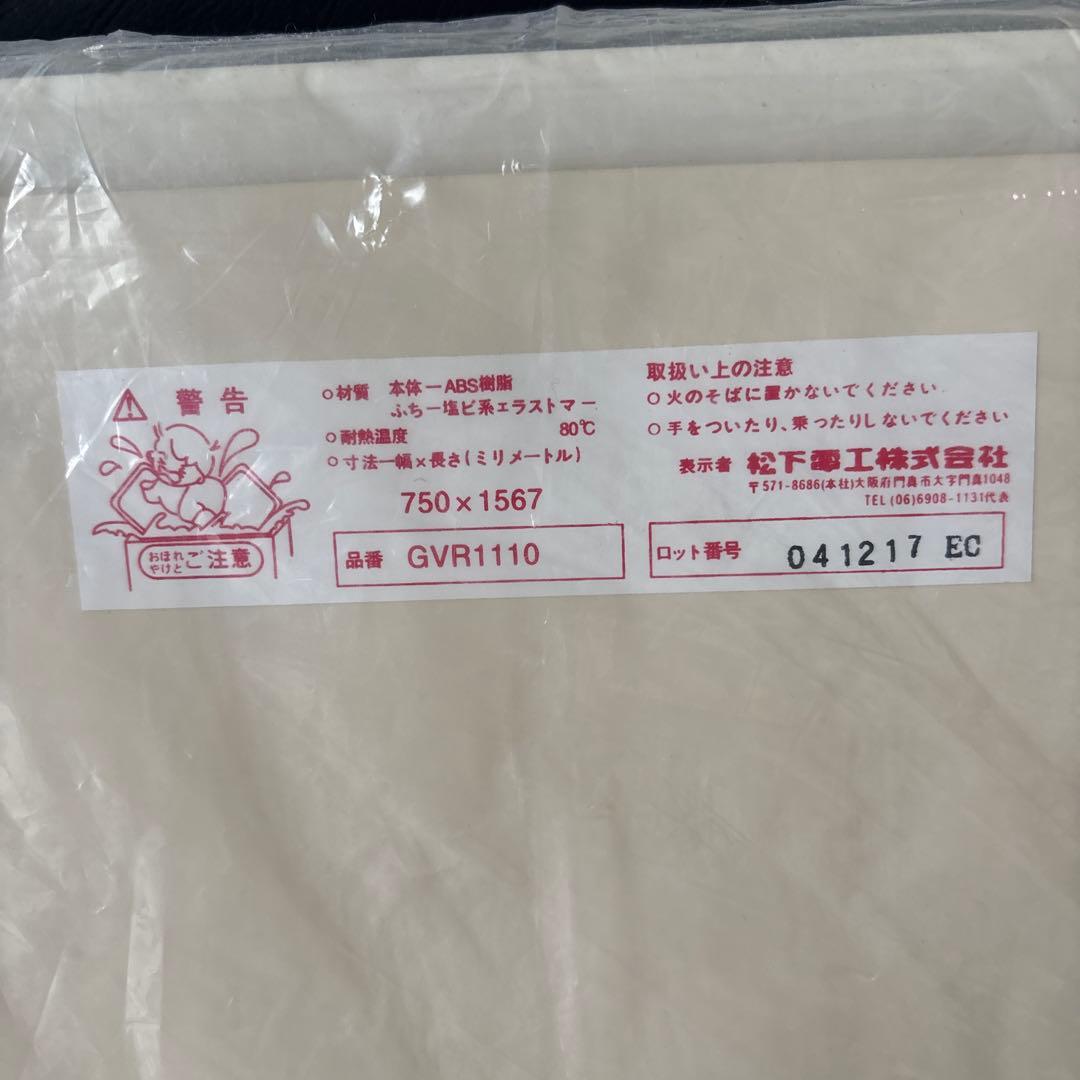 警告
おぼれ
やけど
ご注意
○材質 本体ーABS樹脂
ふちー塩ビ系エラストマー
○耐熱温度 80℃
○寸法ー幅×長さ(ミリメートル)
750×1567
品番 GVR1110
取扱い上の注意
○火のそばに置かないでください。
○手をついたり、乗ったりしないでください
表示者 松下電工株式会社
〒571-8686(本社)大阪府門真市大字門真1048
TEL(06)6908-1131代表
ロット番号 041217 EC